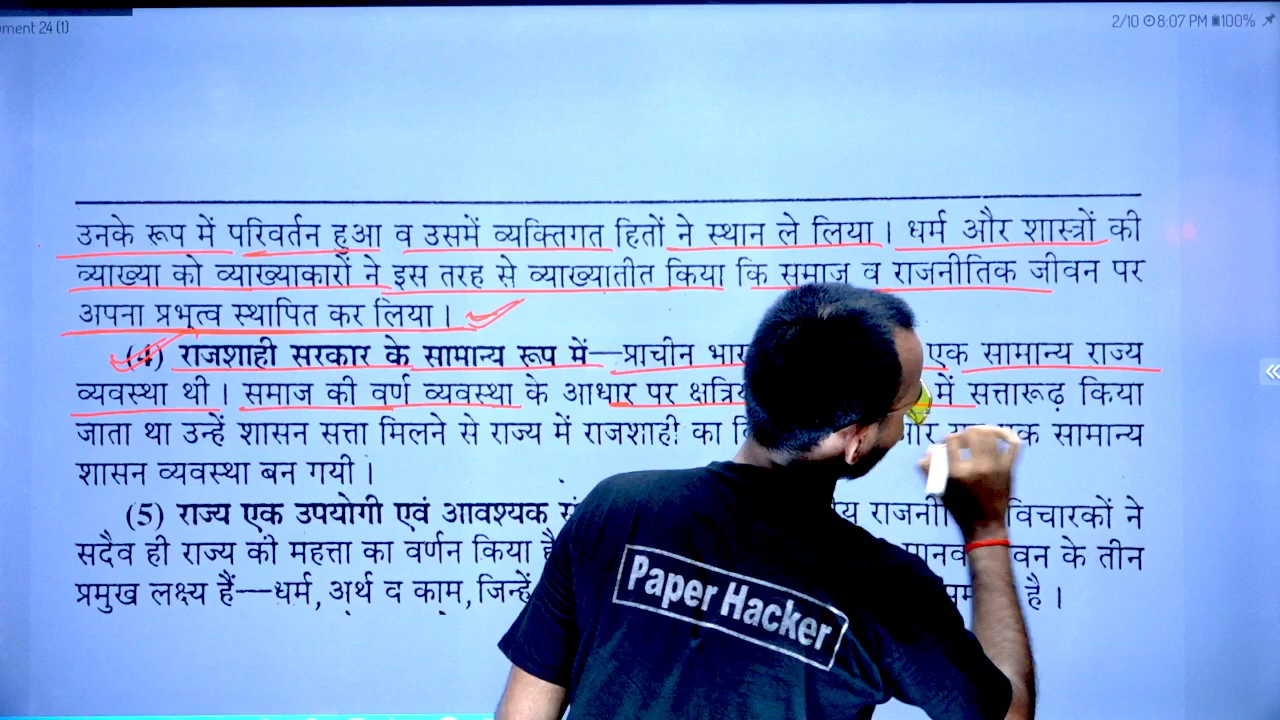 ment 24 (1)
2/10 8:07 PM 100%
उनके रूप में परिवर्तन हुआ व उसमें व्यक्तिगत हितों ने स्थान ले लिया। धर्म और शास्त्रों की
व्याख्या को व्याख्याकारों ने इस तरह से व्याख्यातीत किया कि समाज व राजनीतिक जीवन पर
अपना प्रभुत्व स्थापित कर लिया।
(4) राजशाही सरकार के सामान्य रूप में—प्राचीन एक सामान्य राज्य
व्यवस्था थी। समाज की वर्ण व्यवस्था के आधार पर में सत्तारूढ़ किया
जाता था उन्हें शासन सत्ता मिलने से राज्य में राजशाही का सामान्य
शासन व्यवस्था बन गयी।
(5) राज्य एक उपयोगी एवं आवश्यक विचारकों ने
सदैव ही राज्य की महत्ता का वर्णन किया के तीन
प्रमुख लक्ष्य हैं—धर्म, अर्थ द काम, जिन्हें है।
Paper Hacker